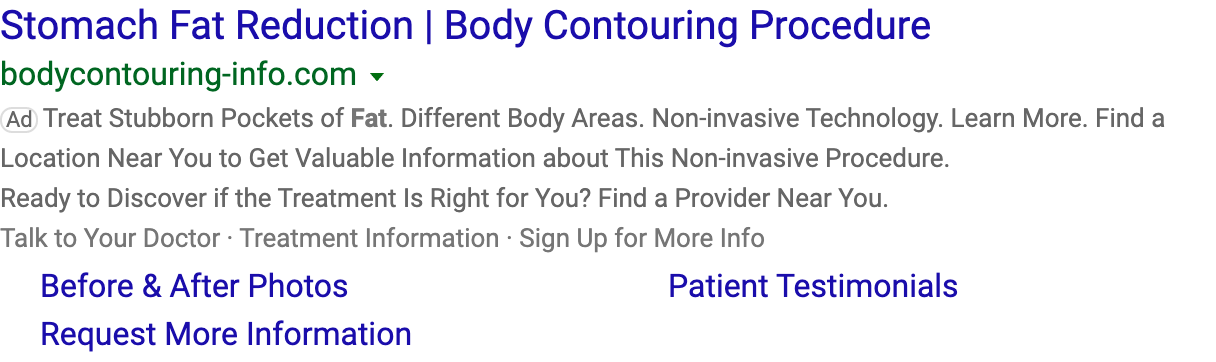 Stomach Fat Reduction | Body Contouring Procedure
bodycontouring-info.com
Ad Treat Stubborn Pockets of Fat. Different Body Areas. Non-invasive Technology. Learn More. Find a
Location Near You to Get Valuable Information about This Non-invasive Procedure.
Ready to Discover if the Treatment Is Right for You? Find a Provider Near You.
Talk to Your Doctor · Treatment Information · Sign Up for More Info
Before & After Photos Patient Testimonials
Request More Information